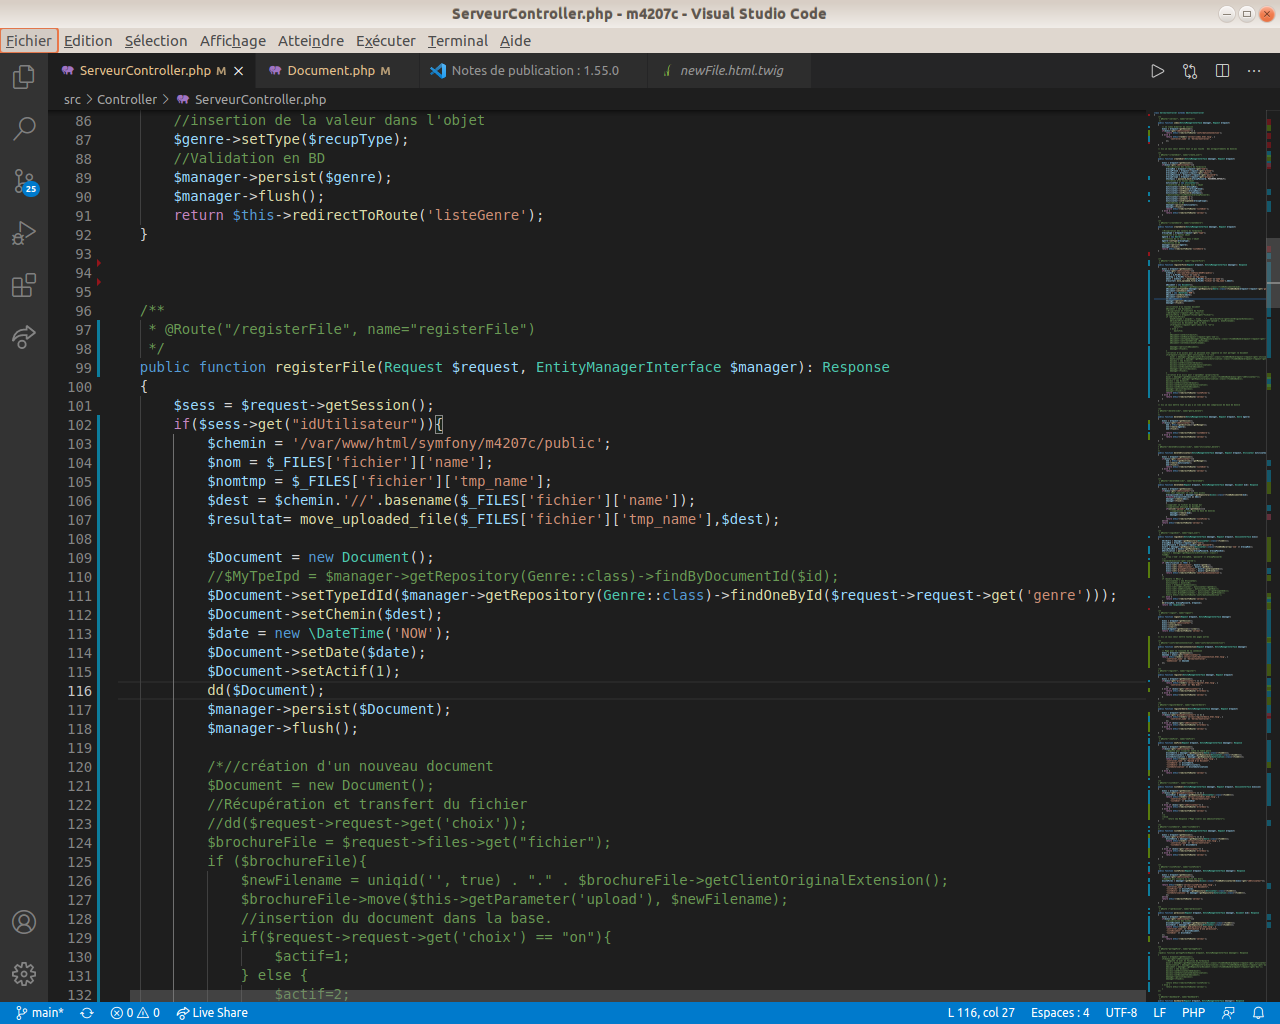 ServeurController.php - m4207c - Visual Studio Code
Fichier Edition Sélection Affichage Atteindre Exécuter Terminal Aide
ServeurController.php M Document.php M Notes de publication : 1.55.0 newFile.html.twig
src > Controller > ServeurController.php
86 //insertion de la valeur dans l'objet
87 $genre->setType($recupType);
88 //Validation en BD
89 $manager->persist($genre);
90 $manager->flush();
91 return $this->redirectToRoute('listeGenre');
92 }
93
94
95
96 /**
97 * @Route("/registerFile", name="registerFile")
98 */
99 public function registerFile(Request $request, EntityManagerInterface $manager): Response
100 {
101 $sess = $request->getSession();
102 if($sess->get("idUtilisateur")){
103 $chemin = '/var/www/html/symfony/m4207c/public';
104 $nom = $_FILES['fichier']['name'];
105 $nomtmp = $_FILES['fichier']['tmp_name'];
106 $dest = $chemin.'//'.basename($_FILES['fichier']['name']);
107 $resultat= move_uploaded_file($_FILES['fichier']['tmp_name'],$dest);
108
109 $Document = new Document();
110 //$MyTpeIpd = $manager->getRepository(Genre::class)->findByDocumentId($id);
111 $Document->setTypeIdId($manager->getRepository(Genre::class)->findOneById($request->request->get('genre')));
112 $Document->setChemin($dest);
113 $date = new \DateTime('NOW');
114 $Document->setDate($date);
115 $Document->setActif(1);
116 dd($Document);
117 $manager->persist($Document);
118 $manager->flush();
119
120 /*//création d'un nouveau document
121 $Document = new Document();
122 //Récupération et transfert du fichier
123 //dd($request->request->get('choix'));
124 $brochureFile = $request->files->get("fichier");
125 if ($brochureFile){
126 $newFilename = uniqid('', true) . "." . $brochureFile->getClientOriginalExtension();
127 $brochureFile->move($this->getParameter('upload'), $newFilename);
128 //insertion du document dans la base.
129 if($request->request->get('choix') == "on"){
130 $actif=1;
131 } else {
132 $actif=2;
25
main* 0 0 Live Share L 116, col 27 Espaces : 4 UTF-8 LF PHP